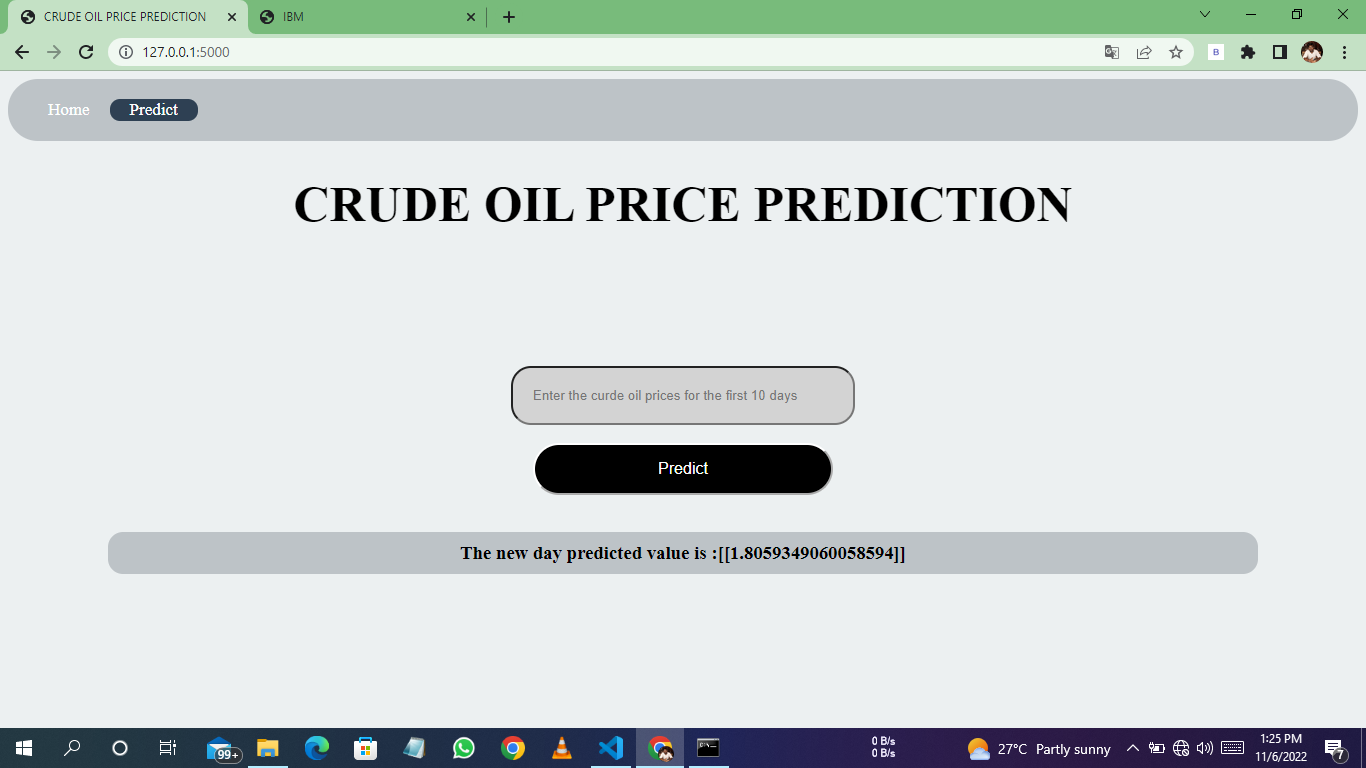 CRUDE OIL PRICE PREDICTION
IBM
127.0.0.1:5000
B
Home Predict
CRUDE OIL PRICE PREDICTION
Enter the curde oil prices for the first 10 days
Predict
The new day predicted value is :[[1.8059349060058594]]
99+
0 B/s
0 B/s
27°C Partly sunny
1:25 PM
11/6/2022
7